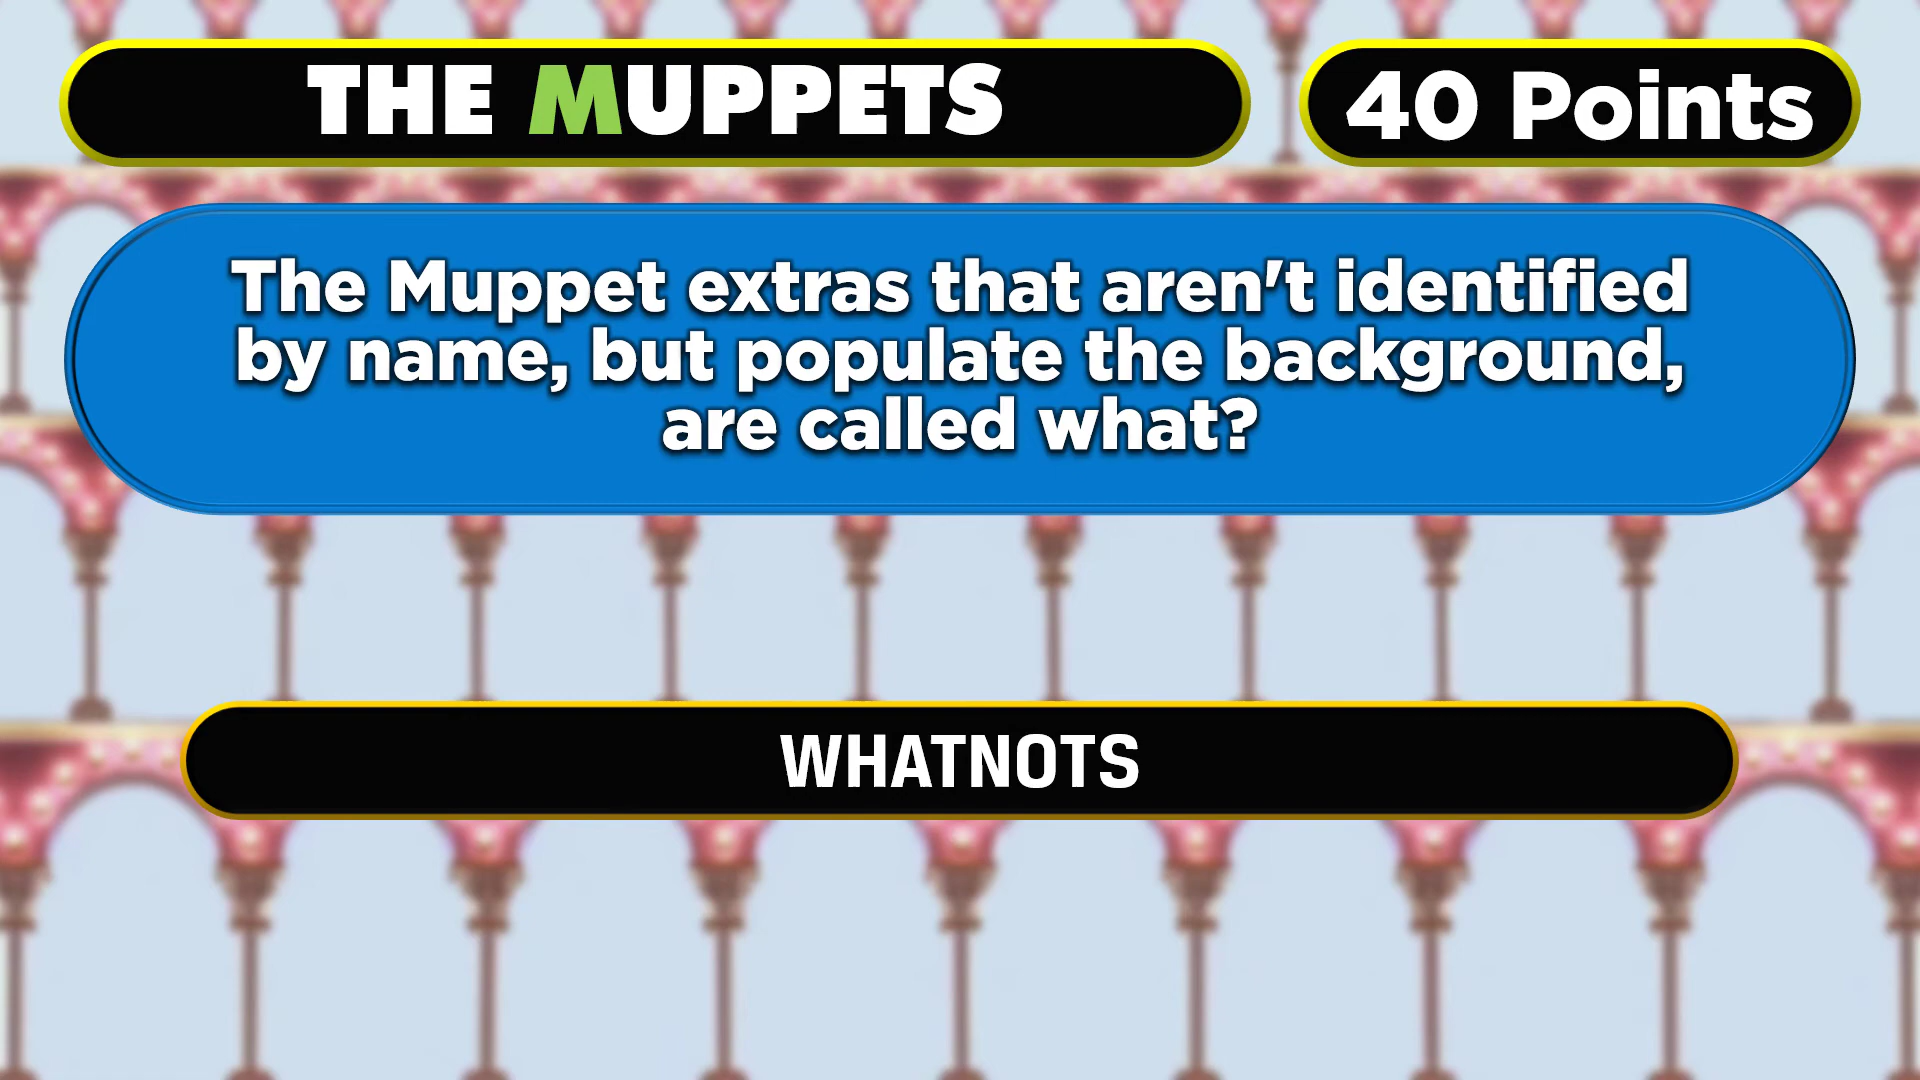 THE MUPPETS
40 Points
The Muppet extras that aren't identified
by name, but populate the background,
are called what?
WHATNOTS